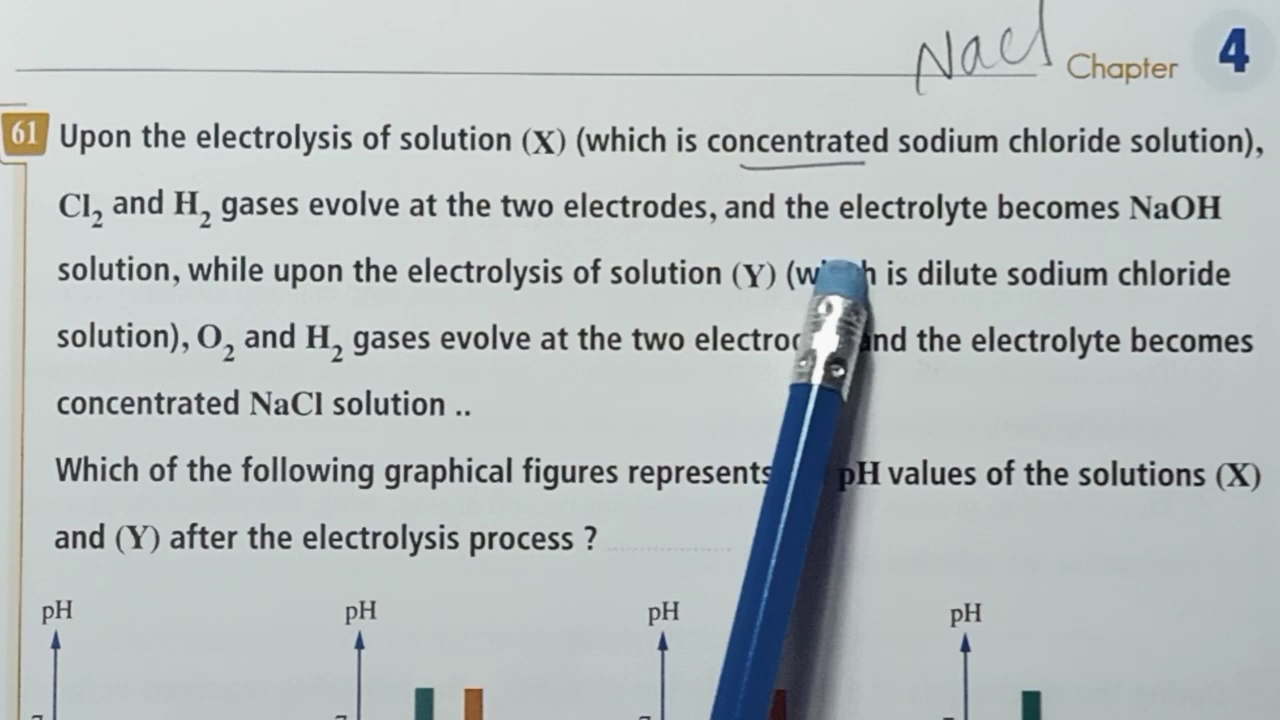 Nacl
Chapter 4
61 Upon the electrolysis of solution (X) (which is concentrated sodium chloride solution),
Cl₂ and H₂ gases evolve at the two electrodes, and the electrolyte becomes NaOH
solution, while upon the electrolysis of solution (Y) ( is dilute sodium chloride
solution), O₂ and H₂ gases evolve at the two and the electrolyte becomes
concentrated NaCl solution ..
Which of the following graphical figures represents pH values of the solutions (X)
and (Y) after the electrolysis process ?
pH pH pH pH